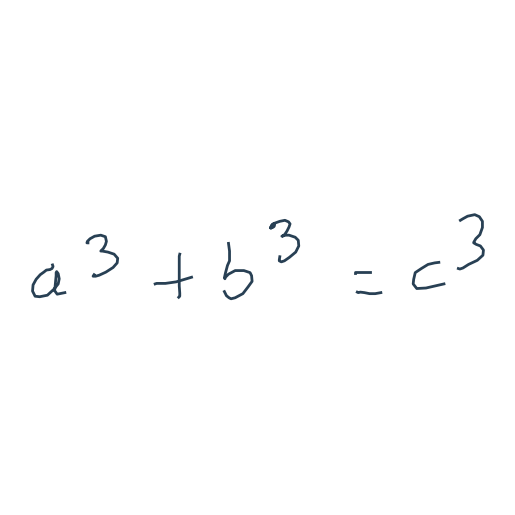 a³ + b³ = c³